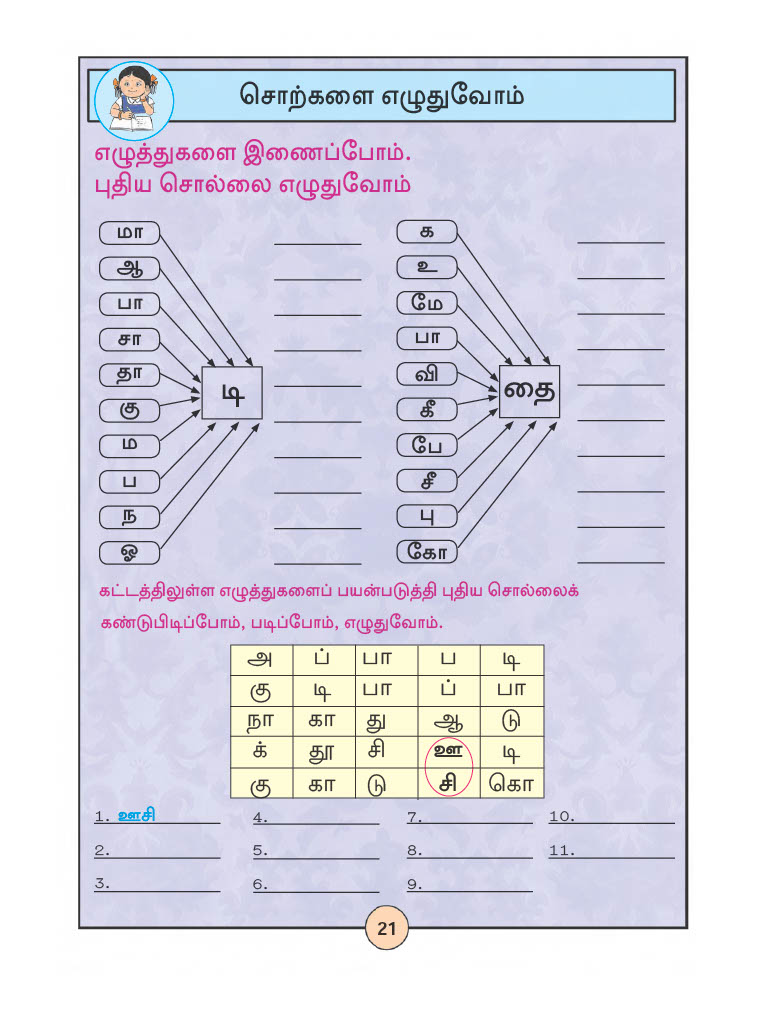 சொற்களை எழுதுவோம்
எழுத்துகளை இணைப்போம்.
புதிய சொல்லை எழுதுவோம்
மா
ஆ
பா
சா
தா
கு
ம
ப
ந
ஓ
டி
க
உ
மே
பா
வி
கீ
பே
சீ
பு
கோ
தை
கட்டத்திலுள்ள எழுத்துகளைப் பயன்படுத்தி புதிய சொல்லைக்
கண்டுபிடிப்போம், படிப்போம், எழுதுவோம்.
அ ப் பா ப டி
கு டி பா ப் பா
நா கா து ஆ டு
க் தூ சி ஊ டி
கு கா டு சி கொ
1. ஊசி 4. 7. 10.
2. 5. 8. 11.
3. 6. 9.
21